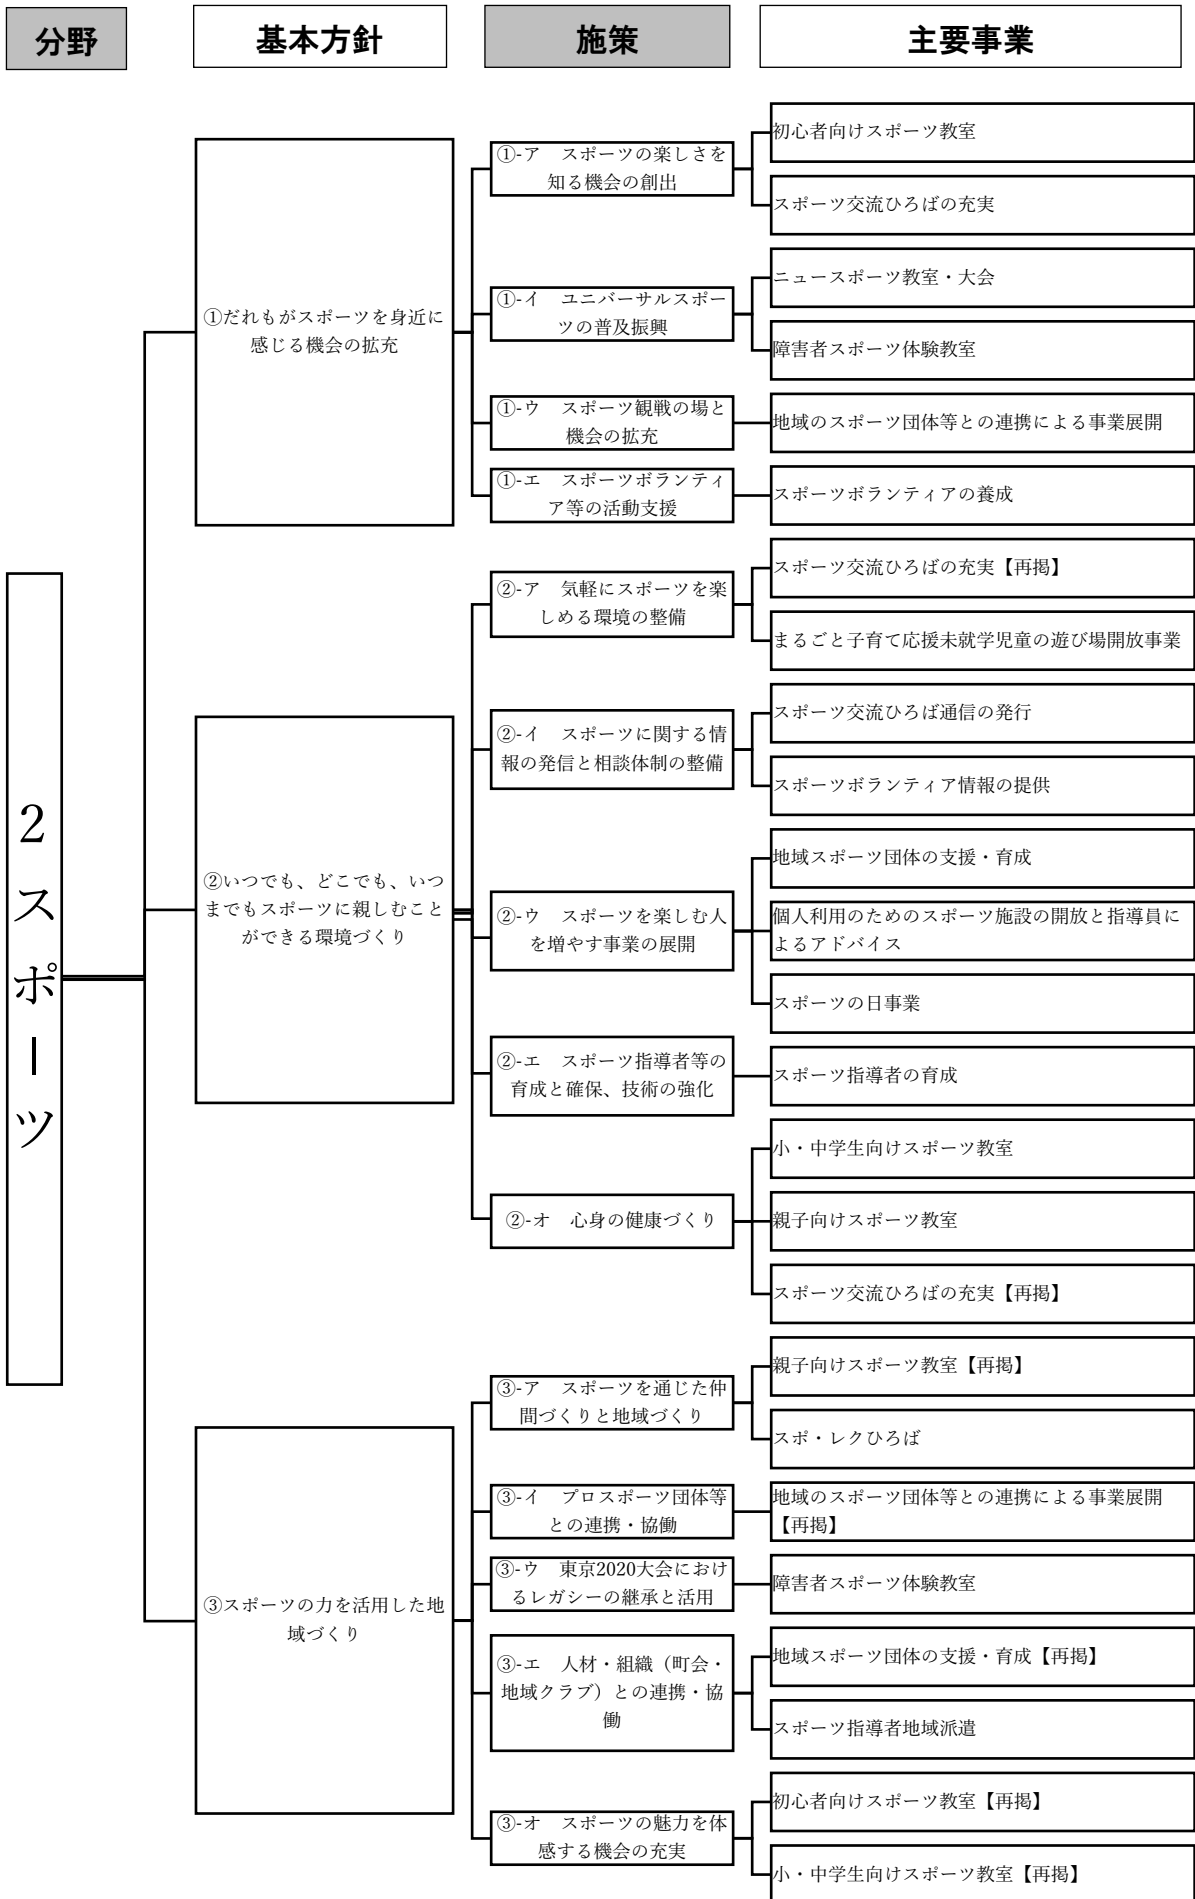 分野
基本方針
施策
主要事業
2スポーツ
①だれもがスポーツを身近に
感じる機会の拡充
①-ア　スポーツの楽しさを
知る機会の創出
初心者向けスポーツ教室
スポーツ交流ひろばの充実
①-イ　ユニバーサルスポー
ツの普及振興
ニュースポーツ教室・大会
障害者スポーツ体験教室
①-ウ　スポーツ観戦の場と
機会の拡充
地域のスポーツ団体等との連携による事業展開
①-エ　スポーツボランティ
ア等の活動支援
スポーツボランティアの養成
②いつでも、どこでも、いつ
までもスポーツに親しむこと
ができる環境づくり
②-ア　気軽にスポーツを楽
しめる環境の整備
スポーツ交流ひろばの充実【再掲】
まるごと子育て応援未就学児童の遊び場開放事業
②-イ　スポーツに関する情
報の発信と相談体制の整備
スポーツ交流ひろば通信の発行
スポーツボランティア情報の提供
②-ウ　スポーツを楽しむ人
を増やす事業の展開
地域スポーツ団体の支援・育成
個人利用のためのスポーツ施設の開放と指導員に
よるアドバイス
スポーツの日事業
②-エ　スポーツ指導者等の
育成と確保、技術の強化
スポーツ指導者の育成
②-オ　心身の健康づくり
小・中学生向けスポーツ教室
親子向けスポーツ教室
スポーツ交流ひろばの充実【再掲】
③スポーツの力を活用した地
域づくり
③-ア　スポーツを通じた仲
間づくりと地域づくり
親子向けスポーツ教室【再掲】
スポ・レクひろば
③-イ　プロスポーツ団体等
との連携・協働
地域のスポーツ団体等との連携による事業展開
【再掲】
③-ウ　東京2020大会におけ
るレガシーの継承と活用
障害者スポーツ体験教室
③-エ　人材・組織（町会・
地域クラブ）との連携・協
働
地域スポーツ団体の支援・育成【再掲】
スポーツ指導者地域派遣
③-オ　スポーツの魅力を体
感する機会の充実
初心者向けスポーツ教室【再掲】
小・中学生向けスポーツ教室【再掲】